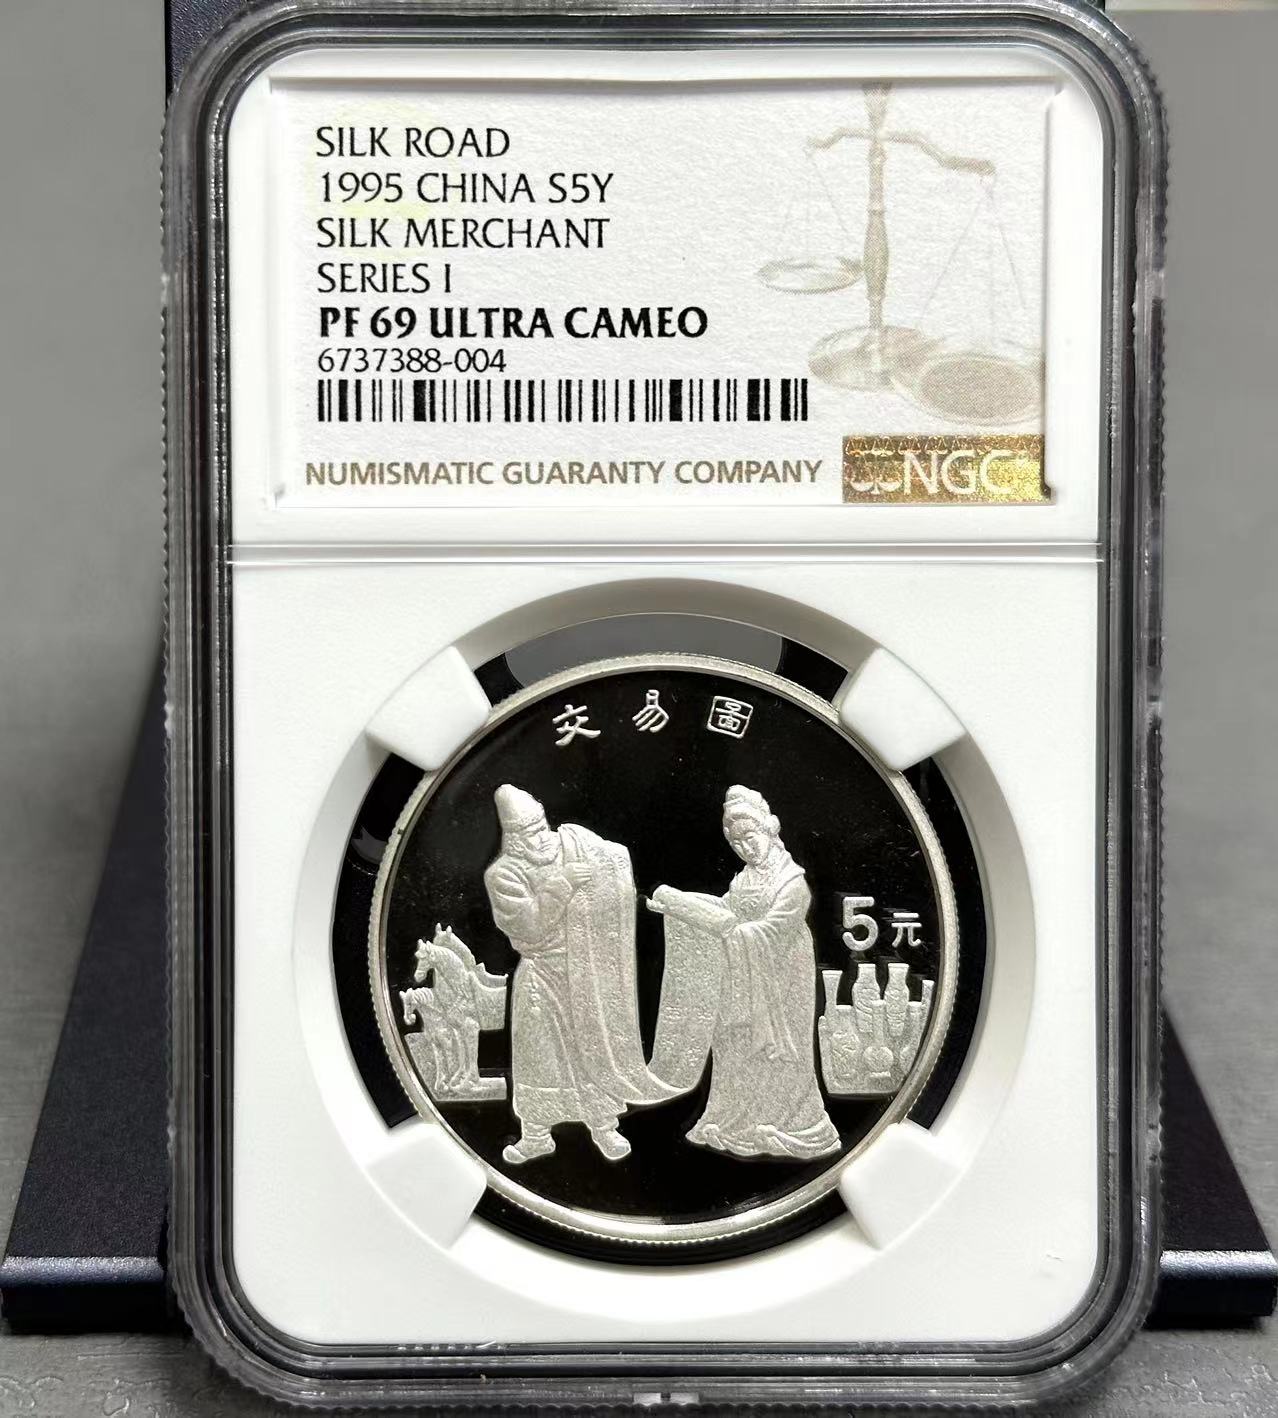 SILK ROAD
1995 CHINA S5Y
SILK MERCHANT
SERIES I
PF 69 ULTRA CAMEO
6737388-004
NUMISMATIC GUARANTY COMPANY
NGC
交易圖
5元